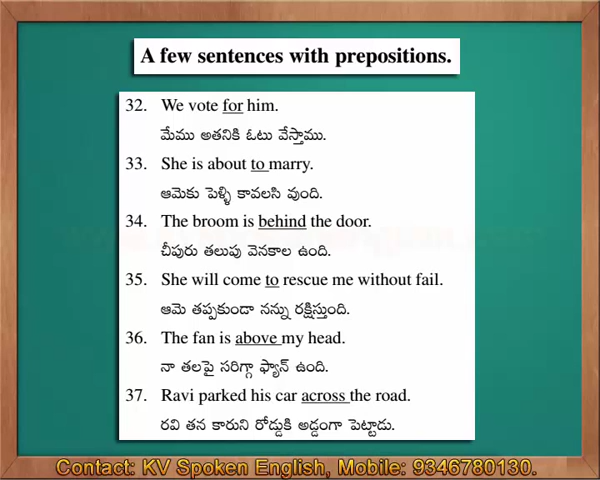 A few sentences with prepositions.
32. We vote for him.
మేము అతనికి ఓటు వేస్తాము.
33. She is about to marry.
ఆమెకు పెళ్ళి కావలసి వుంది.
34. The broom is behind the door.
చీపురు తలుపు వెనకాల ఉంది.
35. She will come to rescue me without fail.
ఆమె తప్పకుండా నన్ను రక్షిస్తుంది.
36. The fan is above my head.
నా తలపై సరిగ్గా ఫ్యాన్ ఉంది.
37. Ravi parked his car across the road.
రవి తన కారుని రోడ్డుకి అడ్డంగా పెట్టాడు.
Contact: KV Spoken English, Mobile: 9346780130.